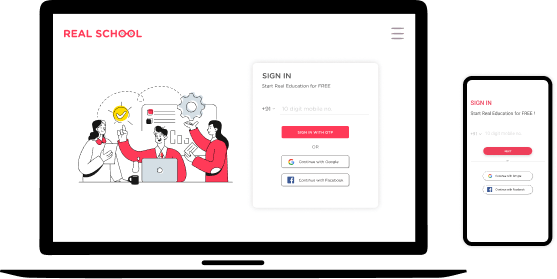 REAL SCHOOL
SIGN IN
Start Real Education for FREE
+91
10 digit mobile no.
SIGN IN WITH OTP
OR
Continue with Google
Continue with Facebook
SIGN IN
Start Real Education for FREE !
+91
10 digit mobile no.
Continue with Google
Continue with Facebook